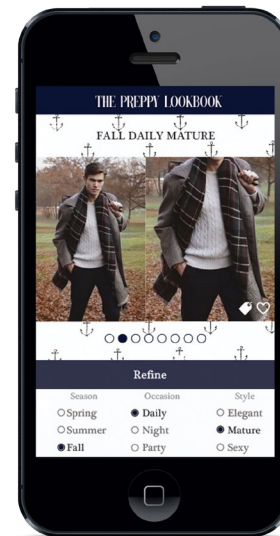 THE PREPPY LOOKBOOK
FALL DAILY MATURE
Refine
Season Occasion Style
Spring Daily Elegant
Summer Night Mature
Fall Party Sexy